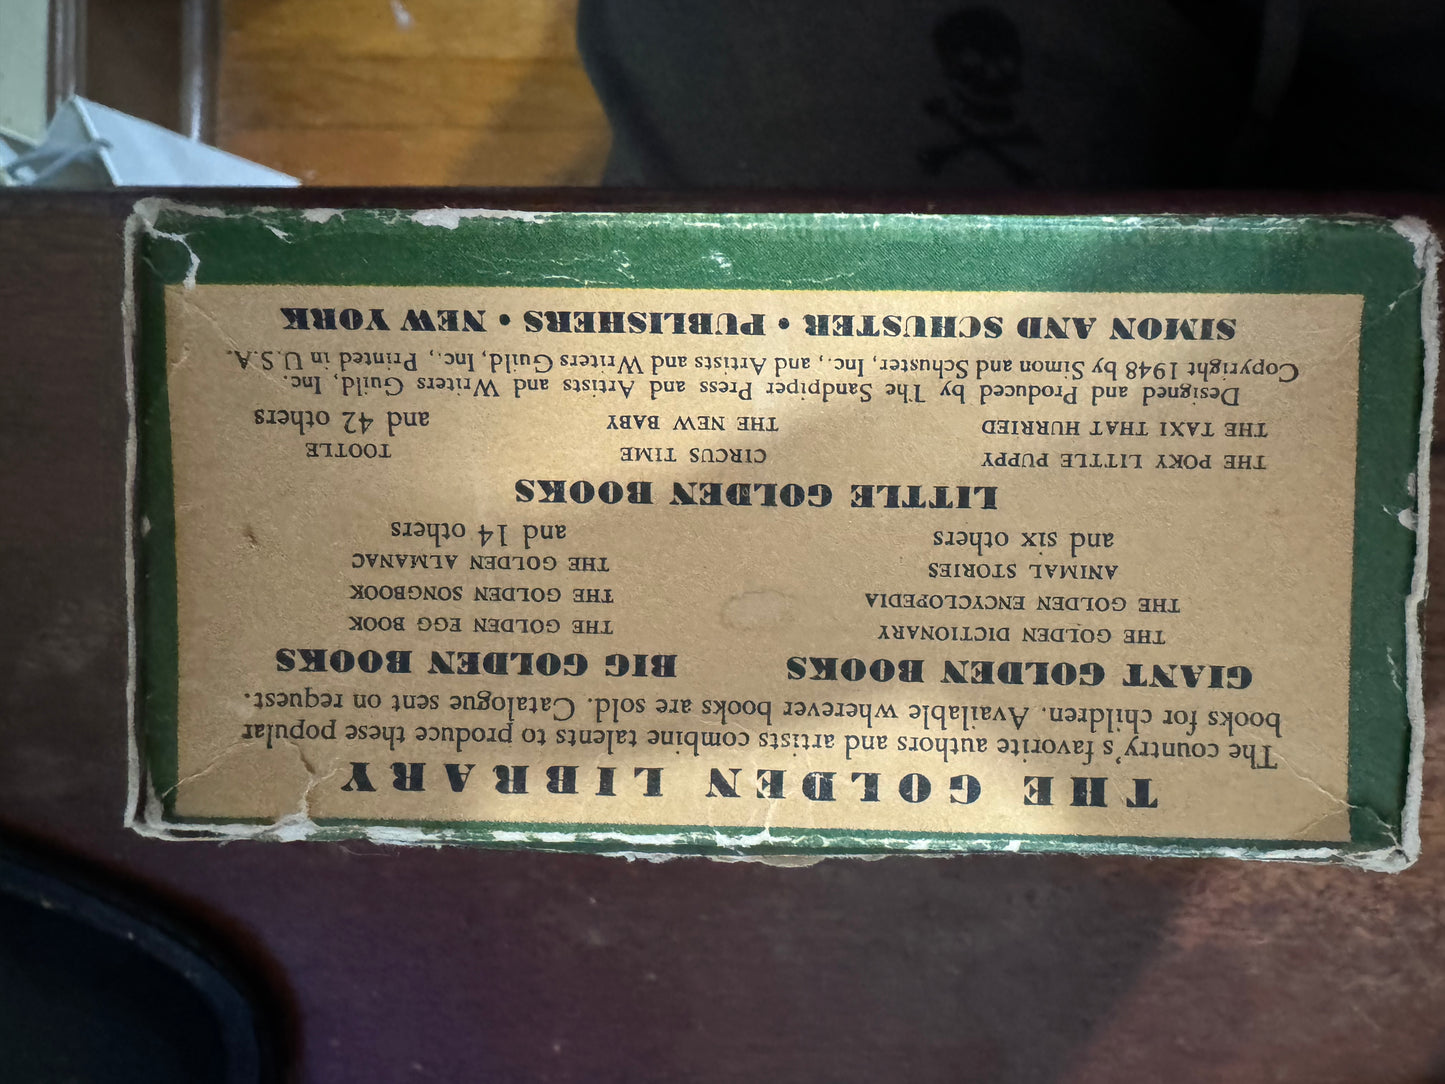 THE GOLDEN LIBRARY
The country's favorite authors and artists combine talents to produce these popular
books for children. Available wherever books are sold. Catalogue sent on request.
GIANT GOLDEN BOOKS
THE GOLDEN DICTIONARY
THE GOLDEN ENCYCLOPEDIA
ANIMAL STORIES
and six others
BIG GOLDEN BOOKS
THE GOLDEN EGG BOOK
THE GOLDEN SONGBOOK
THE GOLDEN ALMANAC
and 14 others
LITTLE GOLDEN BOOKS
THE POKY LITTLE PUPPY
THE TAXI THAT HURRIED
CIRCUS TIME
THE NEW BABY
TOOTLE
and 42 others
Designed and Produced by The Sandpiper Press and Artists and Writers Guild, Inc.
Copyright 1948 by Simon and Schuster, Inc., and Artists and Writers Guild, Inc., Printed in U.S.A.
SIMON AND SCHUSTER • PUBLISHERS • NEW YORK